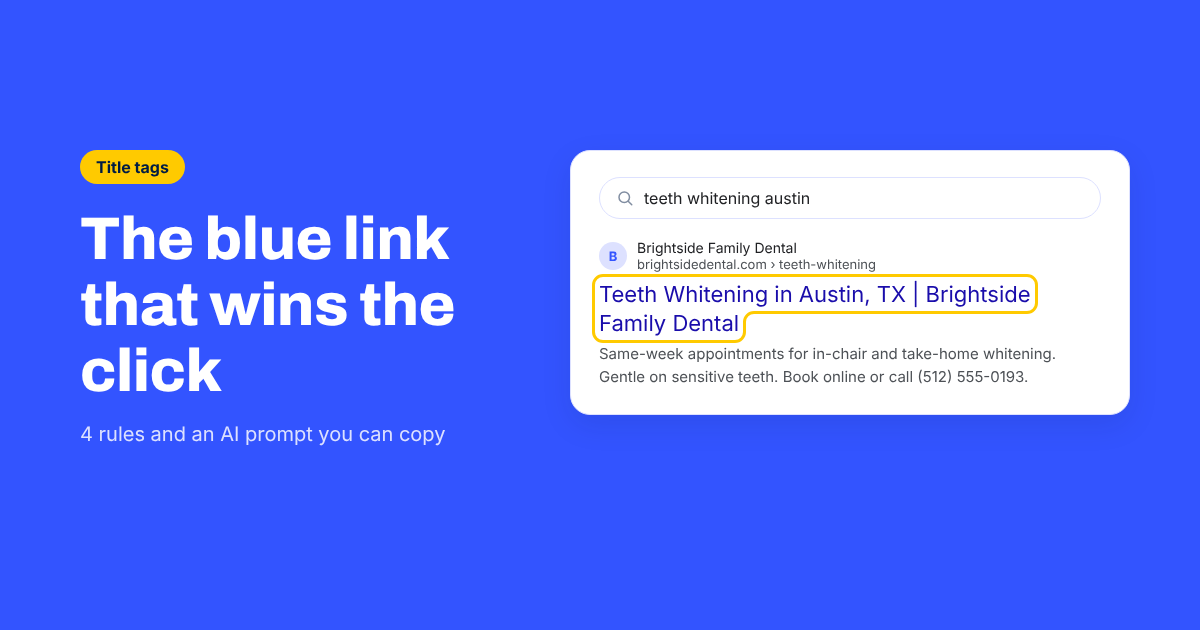 Title tags
The blue link
that wins the
click
4 rules and an AI prompt you can copy
teeth whitening austin
B
Brightside Family Dental
brightsidedental.com › teeth-whitening
Teeth Whitening in Austin, TX | Brightside
Family Dental
Same-week appointments for in-chair and take-home whitening.
Gentle on sensitive teeth. Book online or call (512) 555-0193.